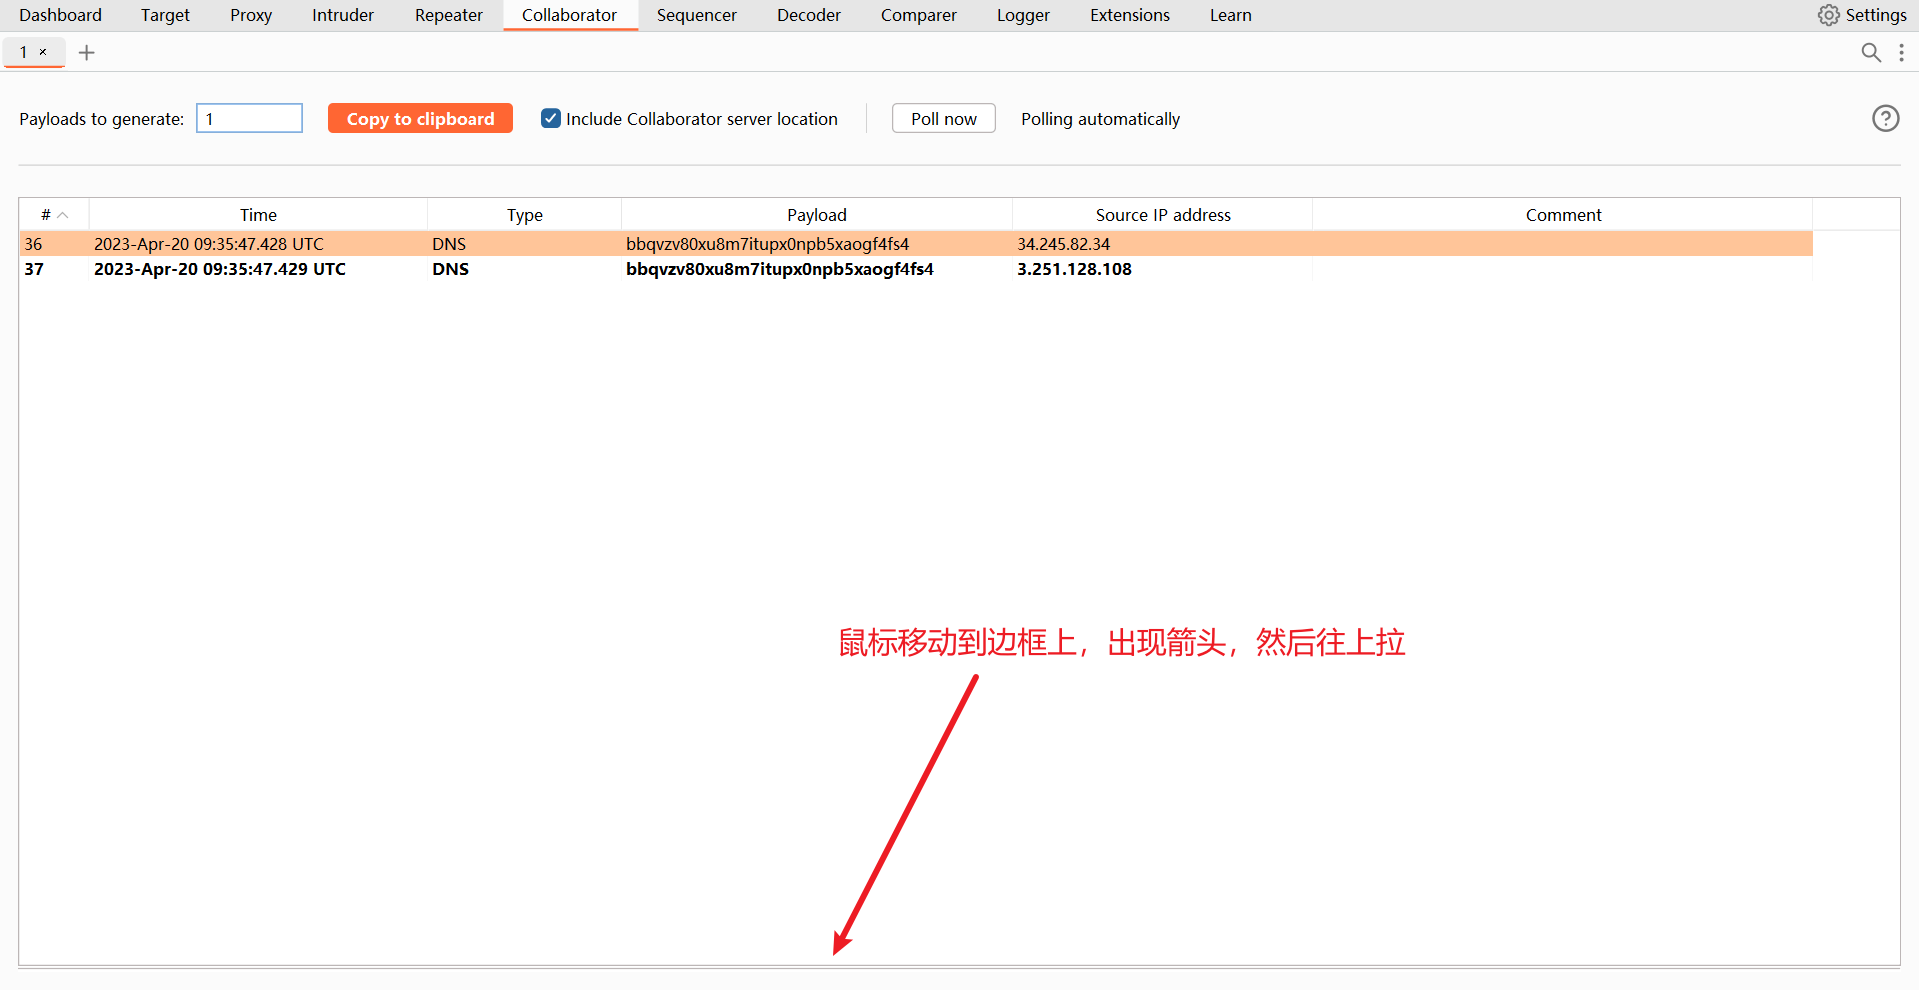 Dashboard Target Proxy Intruder Repeater Collaborator Sequencer Decoder Comparer Logger Extensions Learn Settings
1 × +
Payloads to generate: 1 Copy to clipboard Include Collaborator server location Poll now Polling automatically ?
# Time Type Payload Source IP address Comment
36 2023-Apr-20 09:35:47.428 UTC DNS bbqvzv80xu8m7itupx0npb5xaogf4fs4 34.245.82.34
37 2023-Apr-20 09:35:47.429 UTC DNS bbqvzv80xu8m7itupx0npb5xaogf4fs4 3.251.128.108
鼠标移动到边框上，出现箭头，然后往上拉